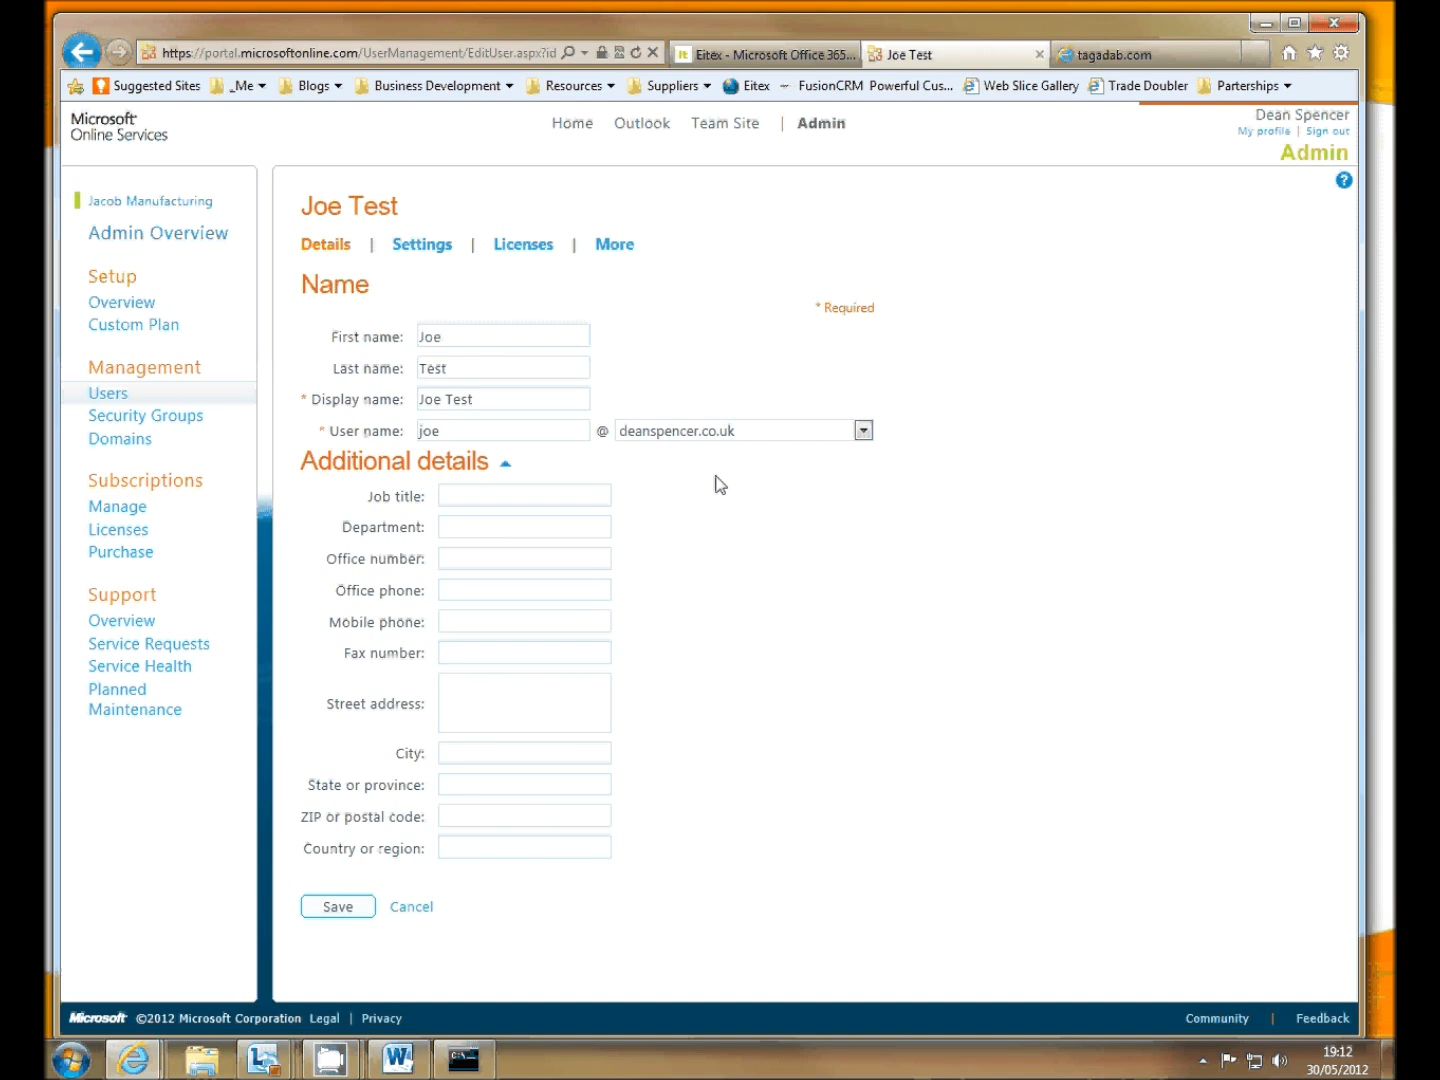 https://portal.microsoftonline.com/UserManagement/EditUser.aspx?id
Eitex - Microsoft Office 365...
Joe Test
tagadab.com
Suggested Sites
_Me
Blogs
Business Development
Resources
Suppliers
Eitex
FusionCRM Powerful Cus...
Web Slice Gallery
Trade Doubler
Parterships
Microsoft
Online Services
Home
Outlook
Team Site
|
Admin
Dean Spencer
My profile | Sign out
Admin
?
Jacob Manufacturing
Admin Overview
Setup
Overview
Custom Plan
Management
Users
Security Groups
Domains
Subscriptions
Manage
Licenses
Purchase
Support
Overview
Service Requests
Service Health
Planned
Maintenance
Joe Test
Details | Settings | Licenses | More
Name
* Required
First name: Joe
Last name: Test
* Display name: Joe Test
* User name: joe @ deanspencer.co.uk
Additional details
Job title:
Department:
Office number:
Office phone:
Mobile phone:
Fax number:
Street address:
City:
State or province:
ZIP or postal code:
Country or region:
Save Cancel
Microsoft ©2012 Microsoft Corporation Legal | Privacy
Community | Feedback
19:12
30/05/2012